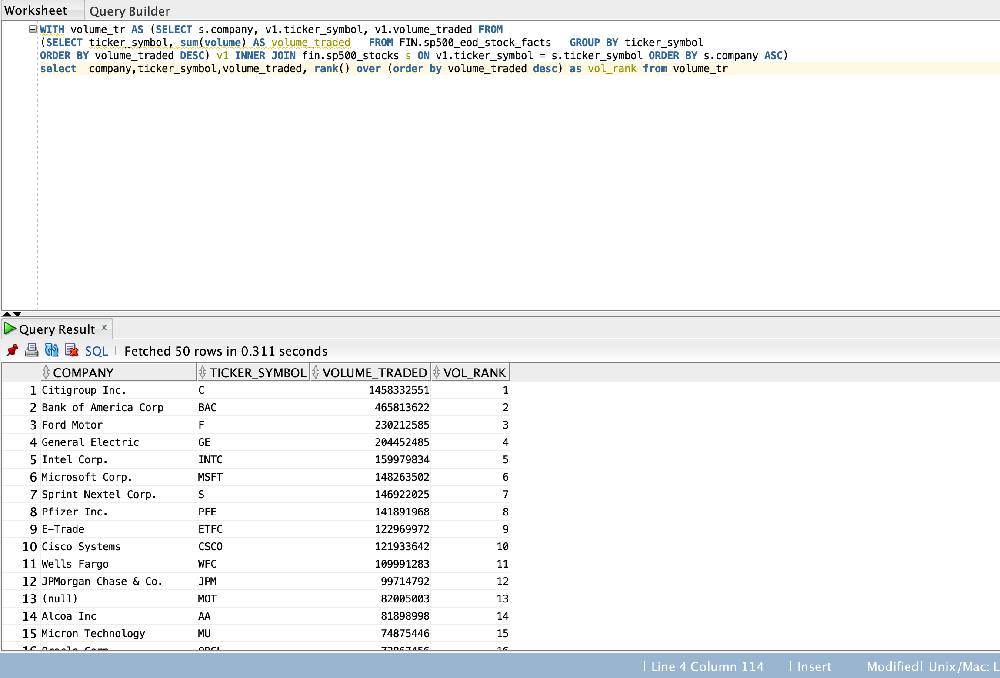 Worksheet Query Builder
WITH volume_tr AS (SELECT s.company, v1.ticker_symbol, v1.volume_traded FROM
(SELECT ticker_symbol, sum(volume) AS volume_traded   FROM FIN.sp500_eod_stock_facts   GROUP BY ticker_symbol
ORDER BY volume_traded DESC) v1 INNER JOIN fin.sp500_stocks s ON v1.ticker_symbol = s.ticker_symbol ORDER BY s.company ASC)
select  company,ticker_symbol,volume_traded, rank() over (order by volume_traded desc) as vol_rank from volume_tr
Query Result x
SQL Fetched 50 rows in 0.311 seconds
COMPANY TICKER_SYMBOL VOLUME_TRADED VOL_RANK
1 Citigroup Inc. C 1458332551 1
2 Bank of America Corp BAC 465813622 2
3 Ford Motor F 230212585 3
4 General Electric GE 204452485 4
5 Intel Corp. INTC 159979834 5
6 Microsoft Corp. MSFT 148263502 6
7 Sprint Nextel Corp. S 146922025 7
8 Pfizer Inc. PFE 141891968 8
9 E-Trade ETFC 122969972 9
10 Cisco Systems CSCO 121933642 10
11 Wells Fargo WFC 109991283 11
12 JPMorgan Chase & Co. JPM 99714792 12
13 (null) MOT 82005003 13
14 Alcoa Inc AA 81898998 14
15 Micron Technology MU 74875446 15
16 Oracle Corp ORCL 72867456 16
Line 4 Column 114 Insert Modified Unix/Mac: L